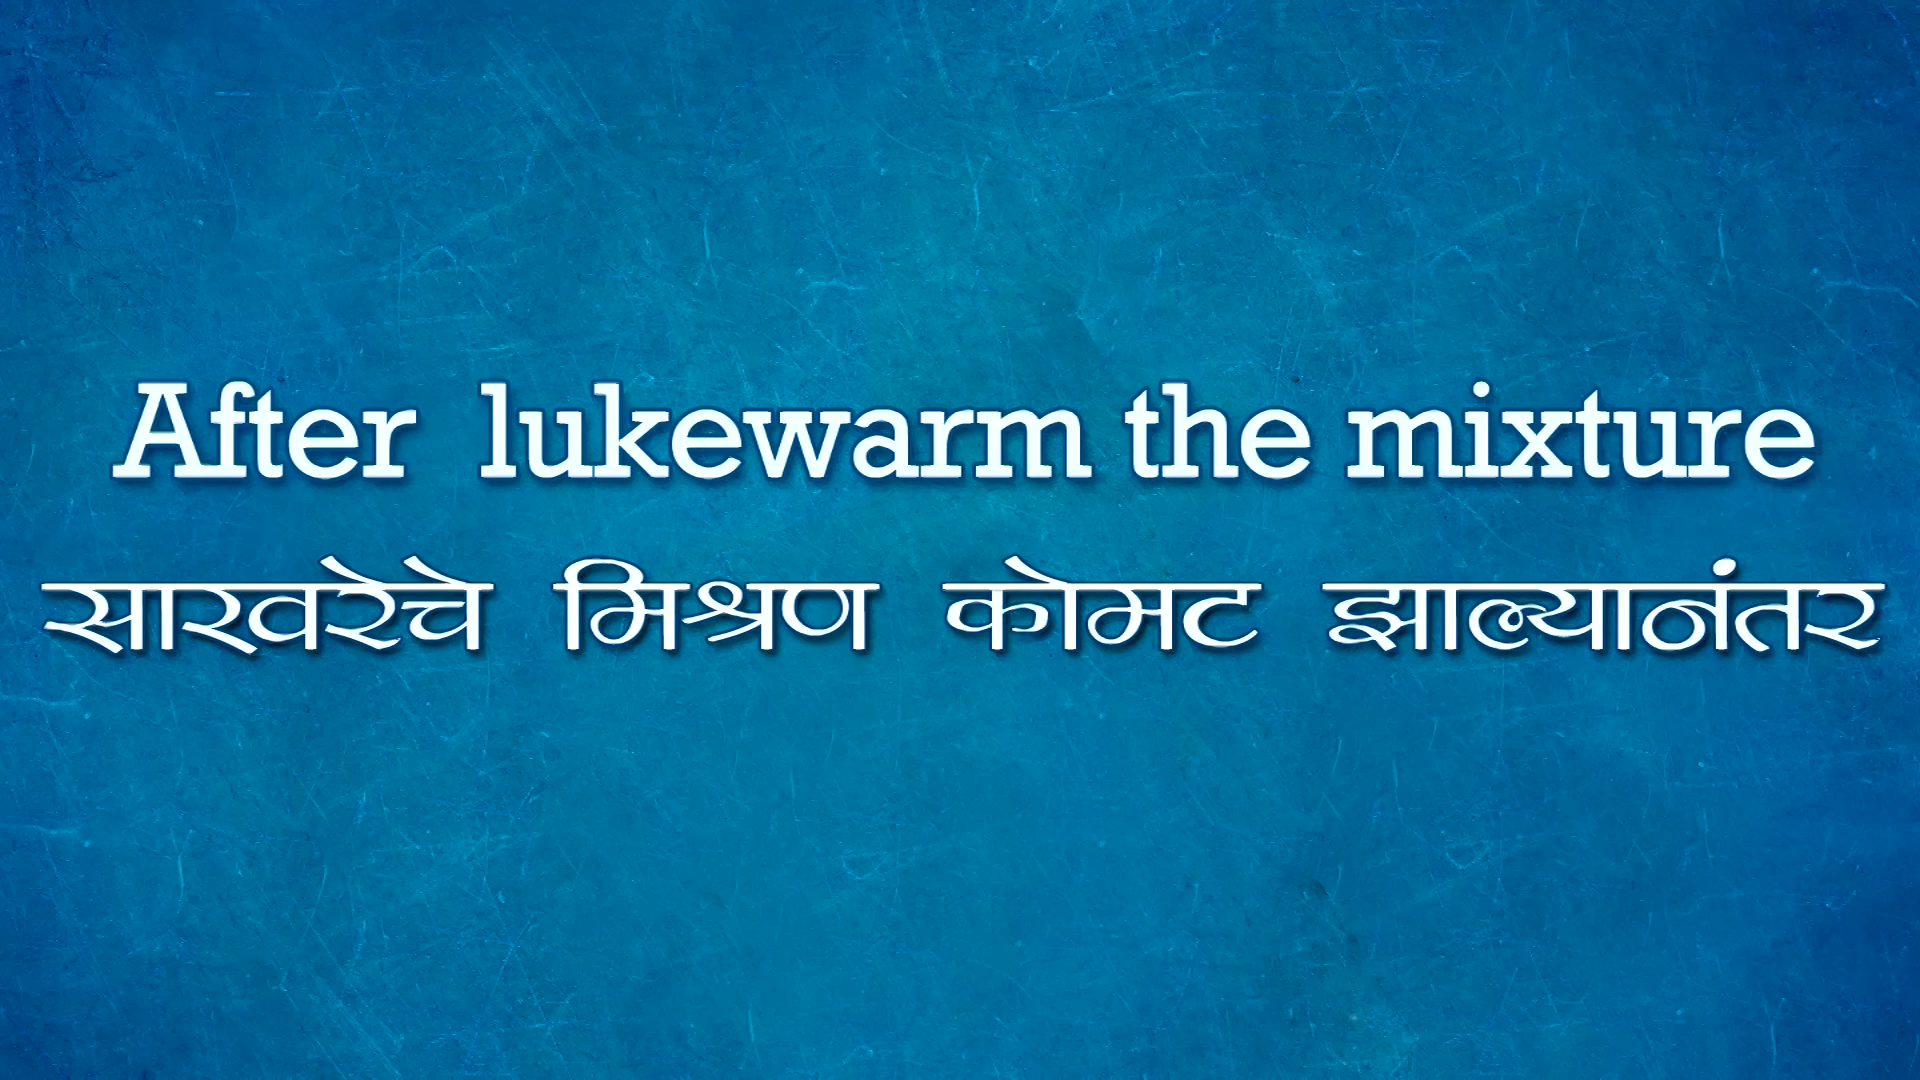 After lukewarm the mixture
साखरेचे मिश्रण कोमट झाल्यानंतर